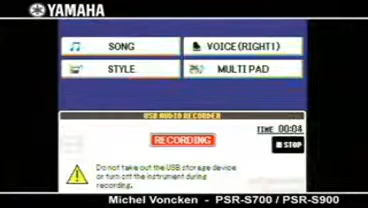 YAMAHA
SONG
VOICE(RIGHT1)
STYLE
MULTI PAD
USB AUDIO RECORDER
TIME 00:04
RECORDING
STOP
Do not take out the USB storage device
or turn off the instrument during
recording.
Michel Voncken - PSR-S700 / PSR-S900